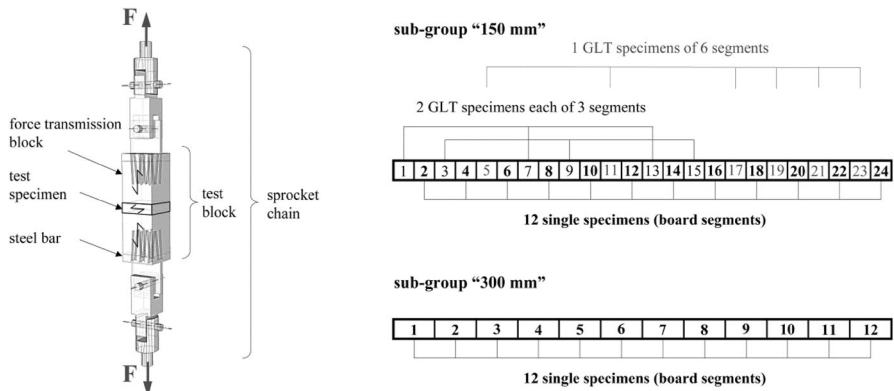 F
force transmission
block
test
specimen
steel bar
test
block
sprocket
chain
F
sub-group “150 mm”
1 GLT specimens of 6 segments
2 GLT specimens each of 3 segments
1 2 3 4 5 6 7 8 9 10 11 12 13 14 15 16 17 18 19 20 21 22 23 24
12 single specimens (board segments)
sub-group “300 mm”
1 2 3 4 5 6 7 8 9 10 11 12
12 single specimens (board segments)